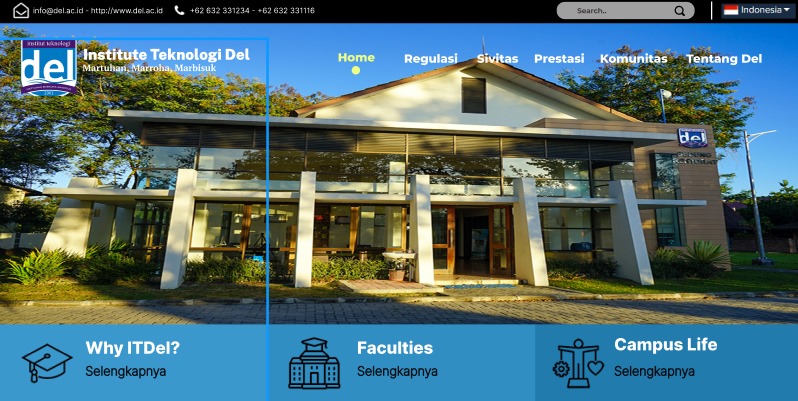 info@del.ac.id - http://www.del.ac.id
+62 632 331234 - +62 632 331116
Search..
Indonesia
institut teknologi
del
Institute Teknologi Del
Martuhan, Marroha, Marbisuk
Home
Regulasi
Sivitas
Prestasi
Komunitas
Tentang Del
del
Why ITDel?
Selengkapnya
Faculties
Selengkapnya
Campus Life
Selengkapnya